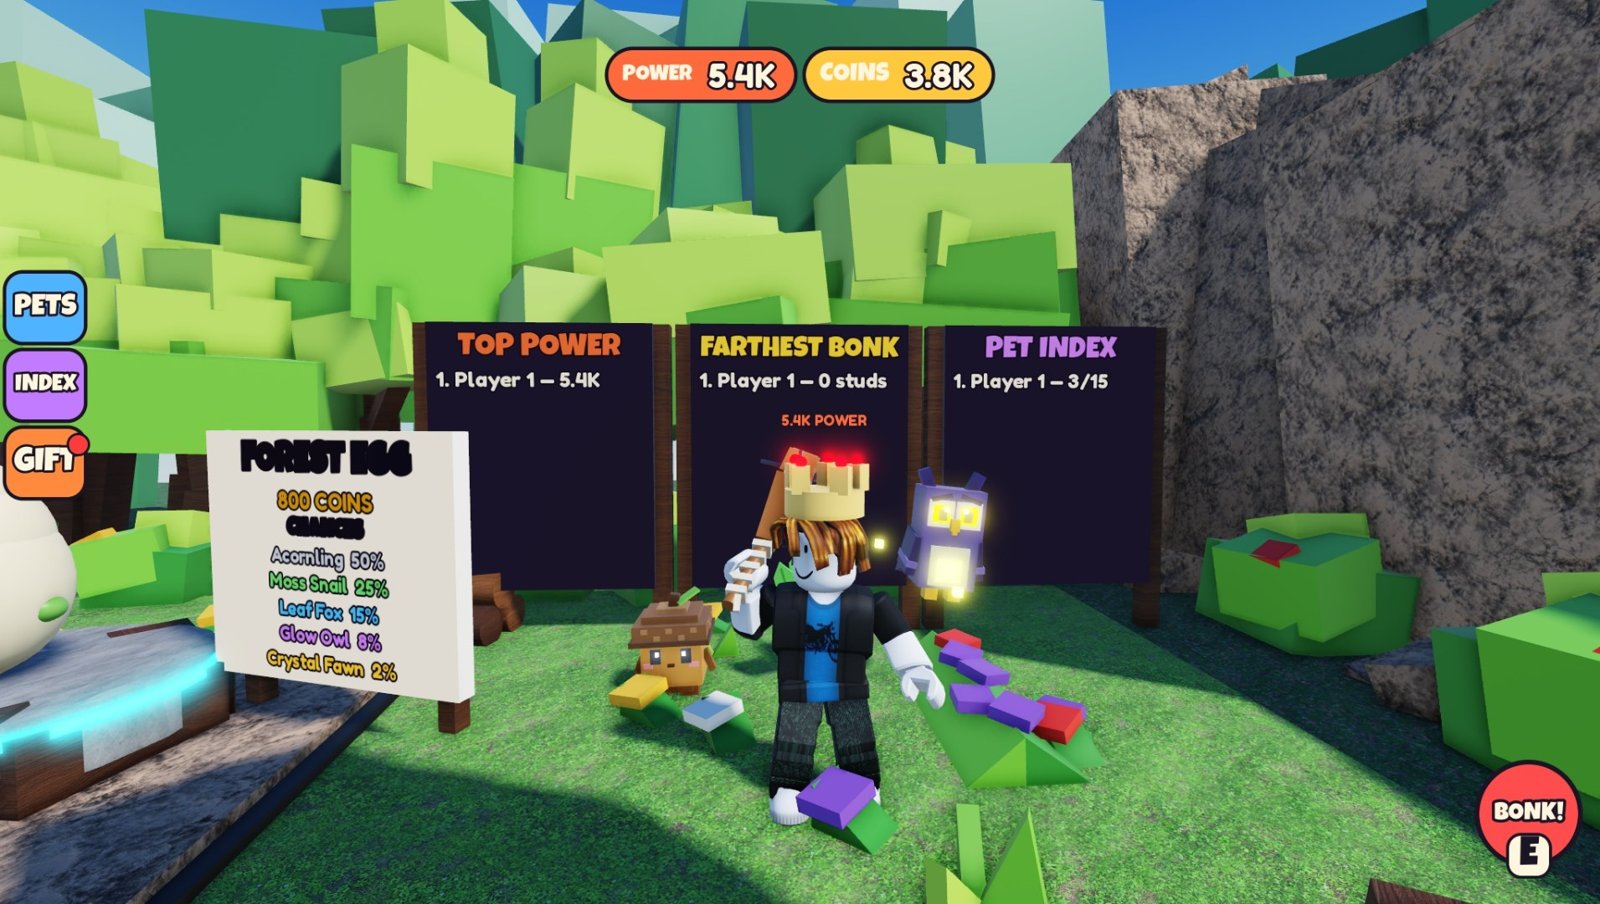 POWER 5.4K
COINS 3.8K
PETS
INDEX
GIFT
TOP POWER
1. Player 1 – 5.4K
FARTHEST BONK
1. Player 1 – 0 studs
PET INDEX
1. Player 1 – 3/15
5.4K POWER
FOREST EGG
800 COINS
CHANCES
Acornling 50%
Moss Snail 25%
Leaf Fox 15%
Glow Owl 8%
Crystal Fawn 2%
BONK!
E